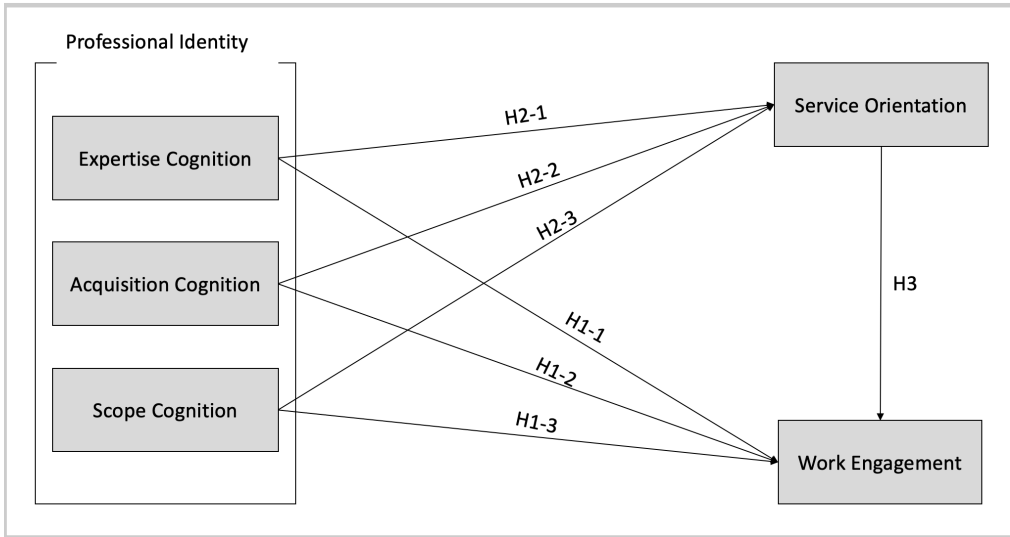 Professional Identity
Expertise Cognition
Acquisition Cognition
Scope Cognition
H2-1
H2-2
H2-3
H1-1
H1-2
H1-3
Service Orientation
H3
Work Engagement